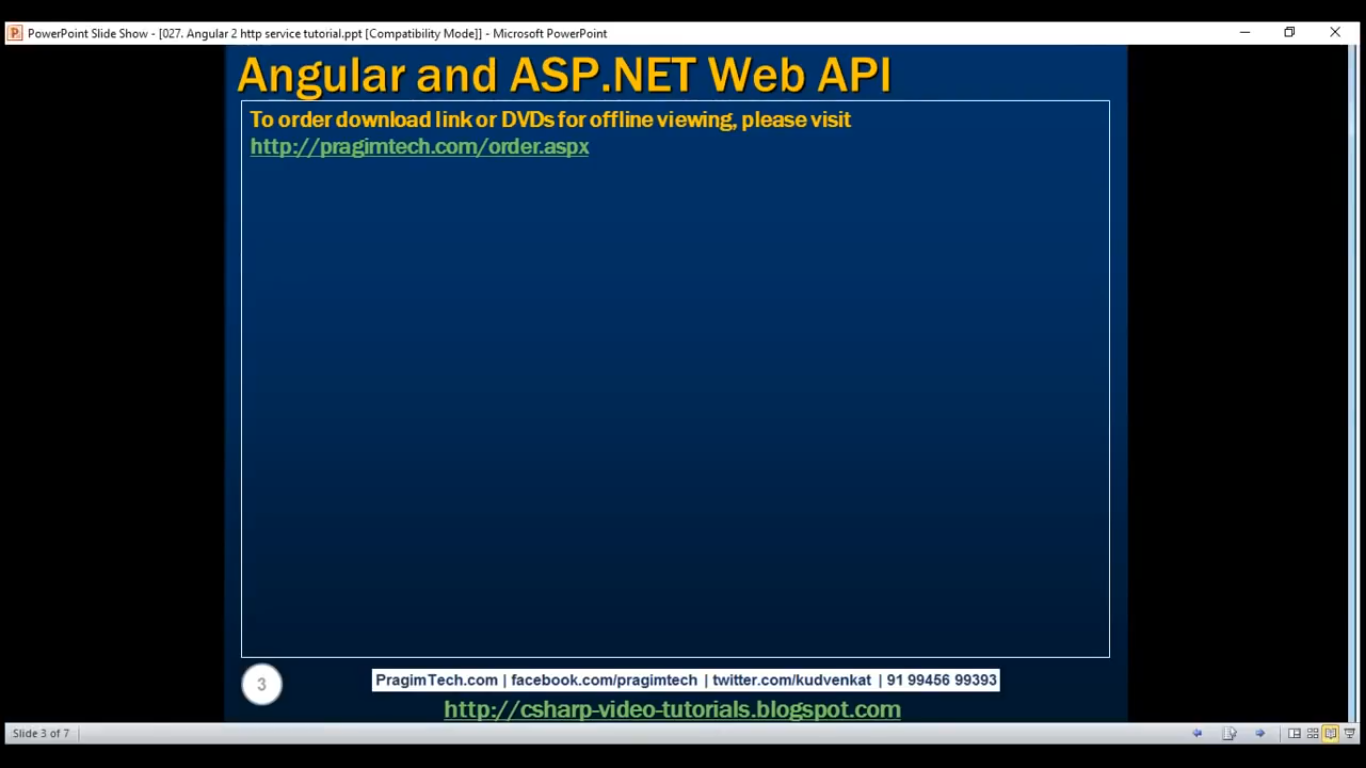 PowerPoint Slide Show - [027. Angular 2 http service tutorial.ppt [Compatibility Mode]] - Microsoft PowerPoint
Angular and ASP.NET Web API
To order download link or DVDs for offline viewing, please visit
http://pragimtech.com/order.aspx
3
PragimTech.com | facebook.com/pragimtech | twitter.com/kudvenkat | 91 99456 99393
http://csharp-video-tutorials.blogspot.com
Slide 3 of 7